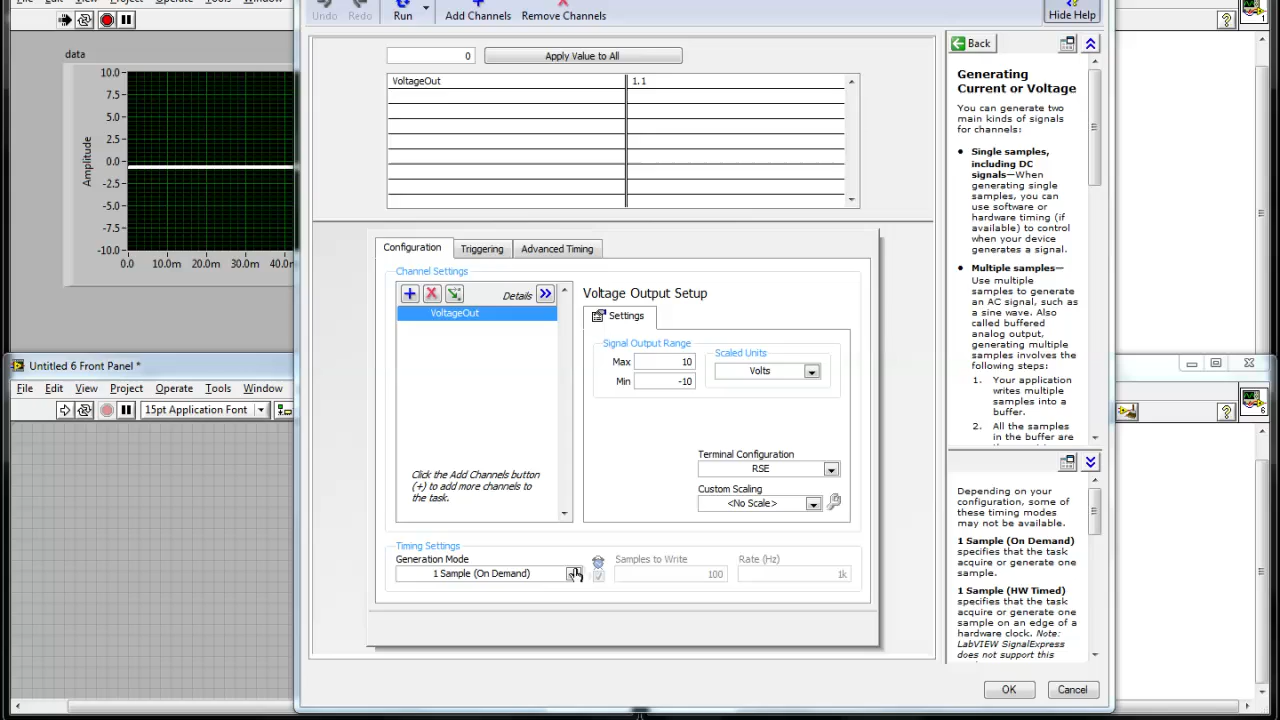 Project Operate Tools Window
Undo Redo Run Add Channels Remove Channels Hide Help
1
data
10.0
7.5
5.0
2.5
0.0
-2.5
-5.0
-7.5
-10.0
Amplitude
0.0 10.0m 20.0m 30.0m 40.0m
0 Apply Value to All
VoltageOut 1.1
Configuration Triggering Advanced Timing
Channel Settings
Details
VoltageOut
Click the Add Channels button
(+) to add more channels to
the task.
Voltage Output Setup
Settings
Signal Output Range
Max 10
Min -10
Scaled Units
Volts
Terminal Configuration
RSE
Custom Scaling
<No Scale>
Timing Settings
Generation Mode
1 Sample (On Demand)
Samples to Write
100
Rate (Hz)
1k
Back
Generating
Current or Voltage
You can generate two
main kinds of signals
for channels:
• Single samples,
including DC
signals—When
generating single
samples, you can
use software or
hardware timing (if
available) to control
when your device
generates a signal.
• Multiple samples—
Use multiple
samples to generate
an AC signal, such as
a sine wave. Also
called buffered
analog output,
generating multiple
samples involves the
following steps:
1. Your application
writes multiple
samples into a
buffer.
2. All the samples
in the buffer are
Depending on your
configuration, some of
these timing modes
may not be available.
1 Sample (On Demand)
specifies that the task
acquire or generate one
sample.
1 Sample (HW Timed)
specifies that the task
acquire or generate one
sample on an edge of a
hardware clock. Note:
LabVIEW SignalExpress
does not support this
OK Cancel
Untitled 6 Front Panel *
File Edit View Project Operate Tools Window
15pt Application Font
6